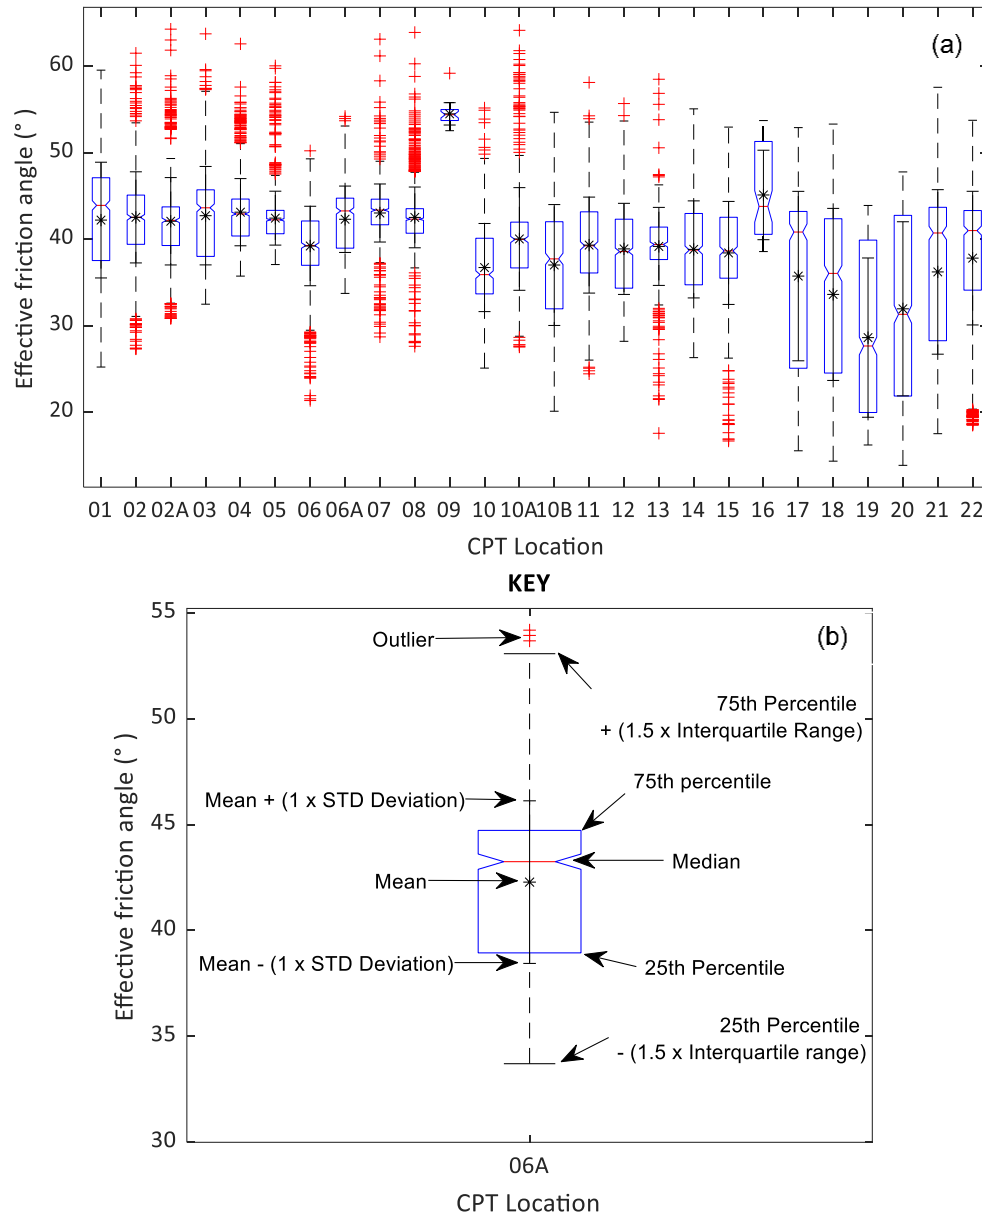 (a)
60
50
40
30
20
Effective friction angle (°)
01 02 02A 03 04 05 06 06A 07 08 09 10 10A 10B 11 12 13 14 15 16 17 18 19 20 21 22
CPT Location
KEY
(b)
55
50
45
40
35
30
Effective friction angle (°)
Outlier
75th Percentile
+ (1.5 x Interquartile Range)
75th percentile
Mean + (1 x STD Deviation)
Median
Mean
Mean - (1 x STD Deviation)
25th Percentile
25th Percentile
- (1.5 x Interquartile range)
06A
CPT Location